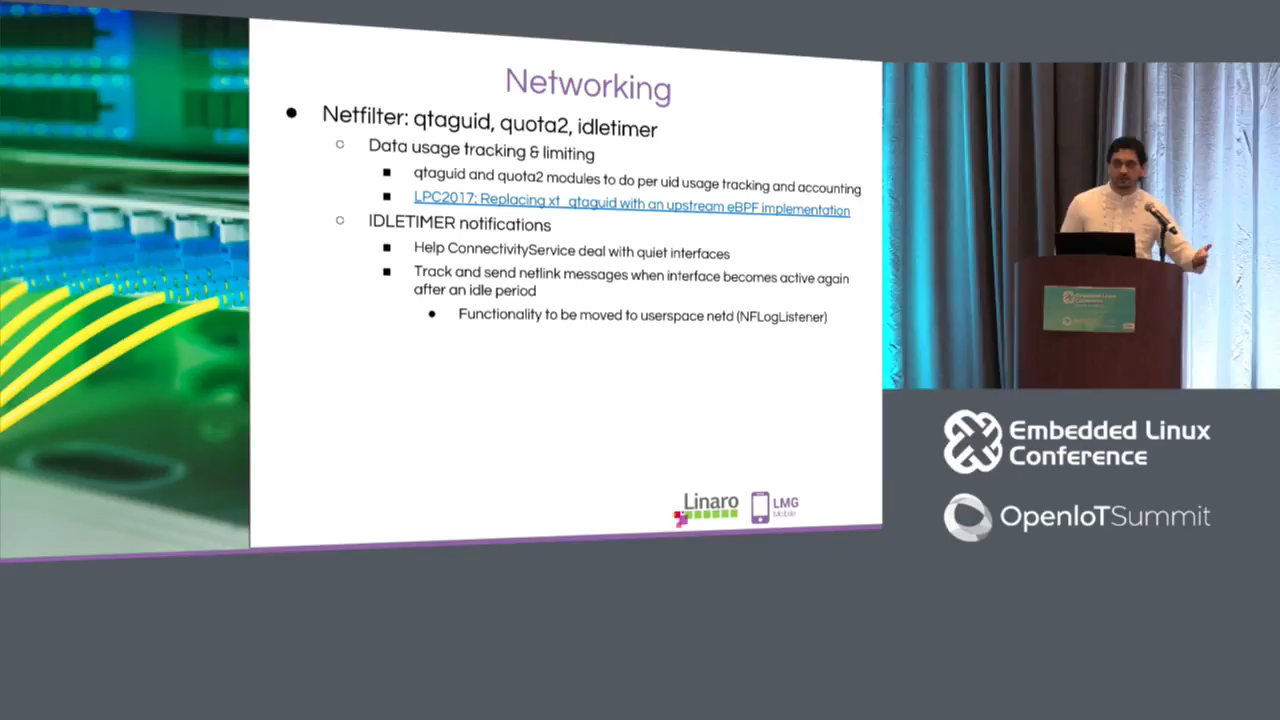 Networking
● Netfilter: qtaguid, quota2, idletimer
○ Data usage tracking & limiting
■ qtaguid and quota2 modules to do per uid usage tracking and accounting
■ LPC2017: Replacing xt_qtaguid with an upstream eBPF implementation
○ IDLETIMER notifications
■ Help ConnectivityService deal with quiet interfaces
■ Track and send netlink messages when interface becomes active again
after an idle period
● Functionality to be moved to userspace netd (NFLogListener)
Linaro
LMG
Mobile
Embedded Linux
Conference
Embedded Linux
Conference
OpenIoTSummit